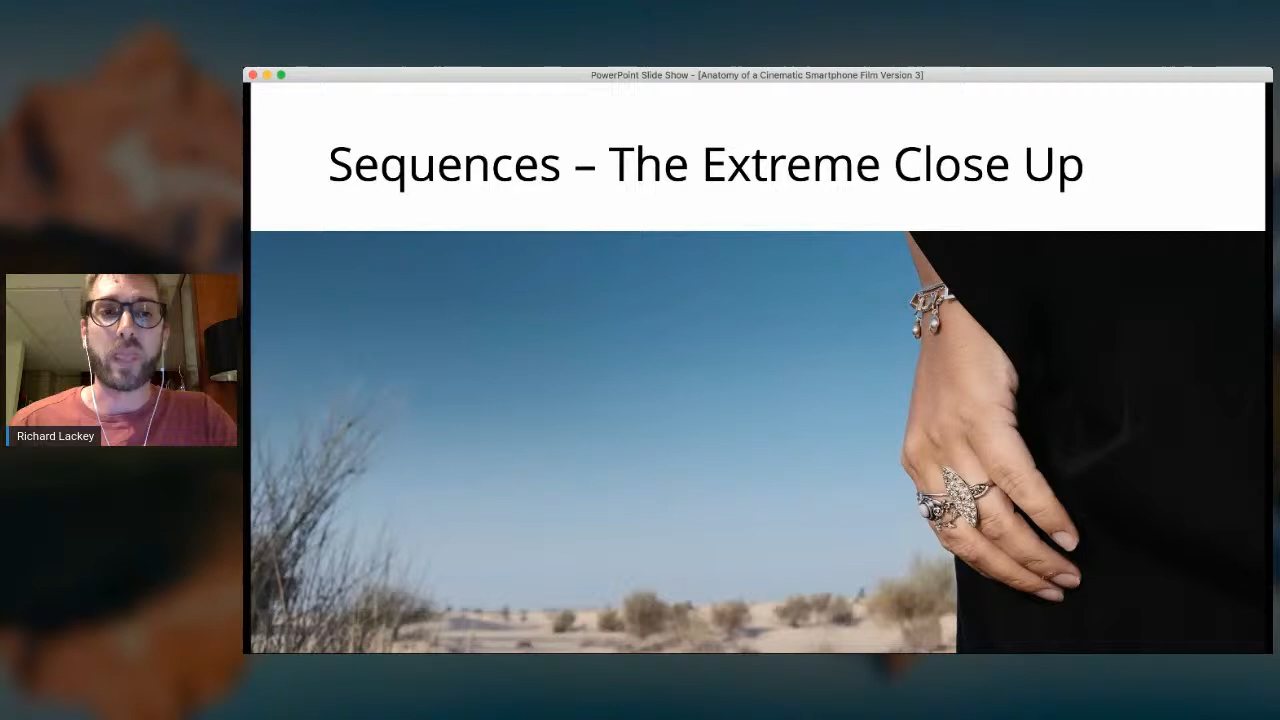 PowerPoint Slide Show - [Anatomy of a Cinematic Smartphone Film Version 3]
Sequences – The Extreme Close Up
Richard Lackey